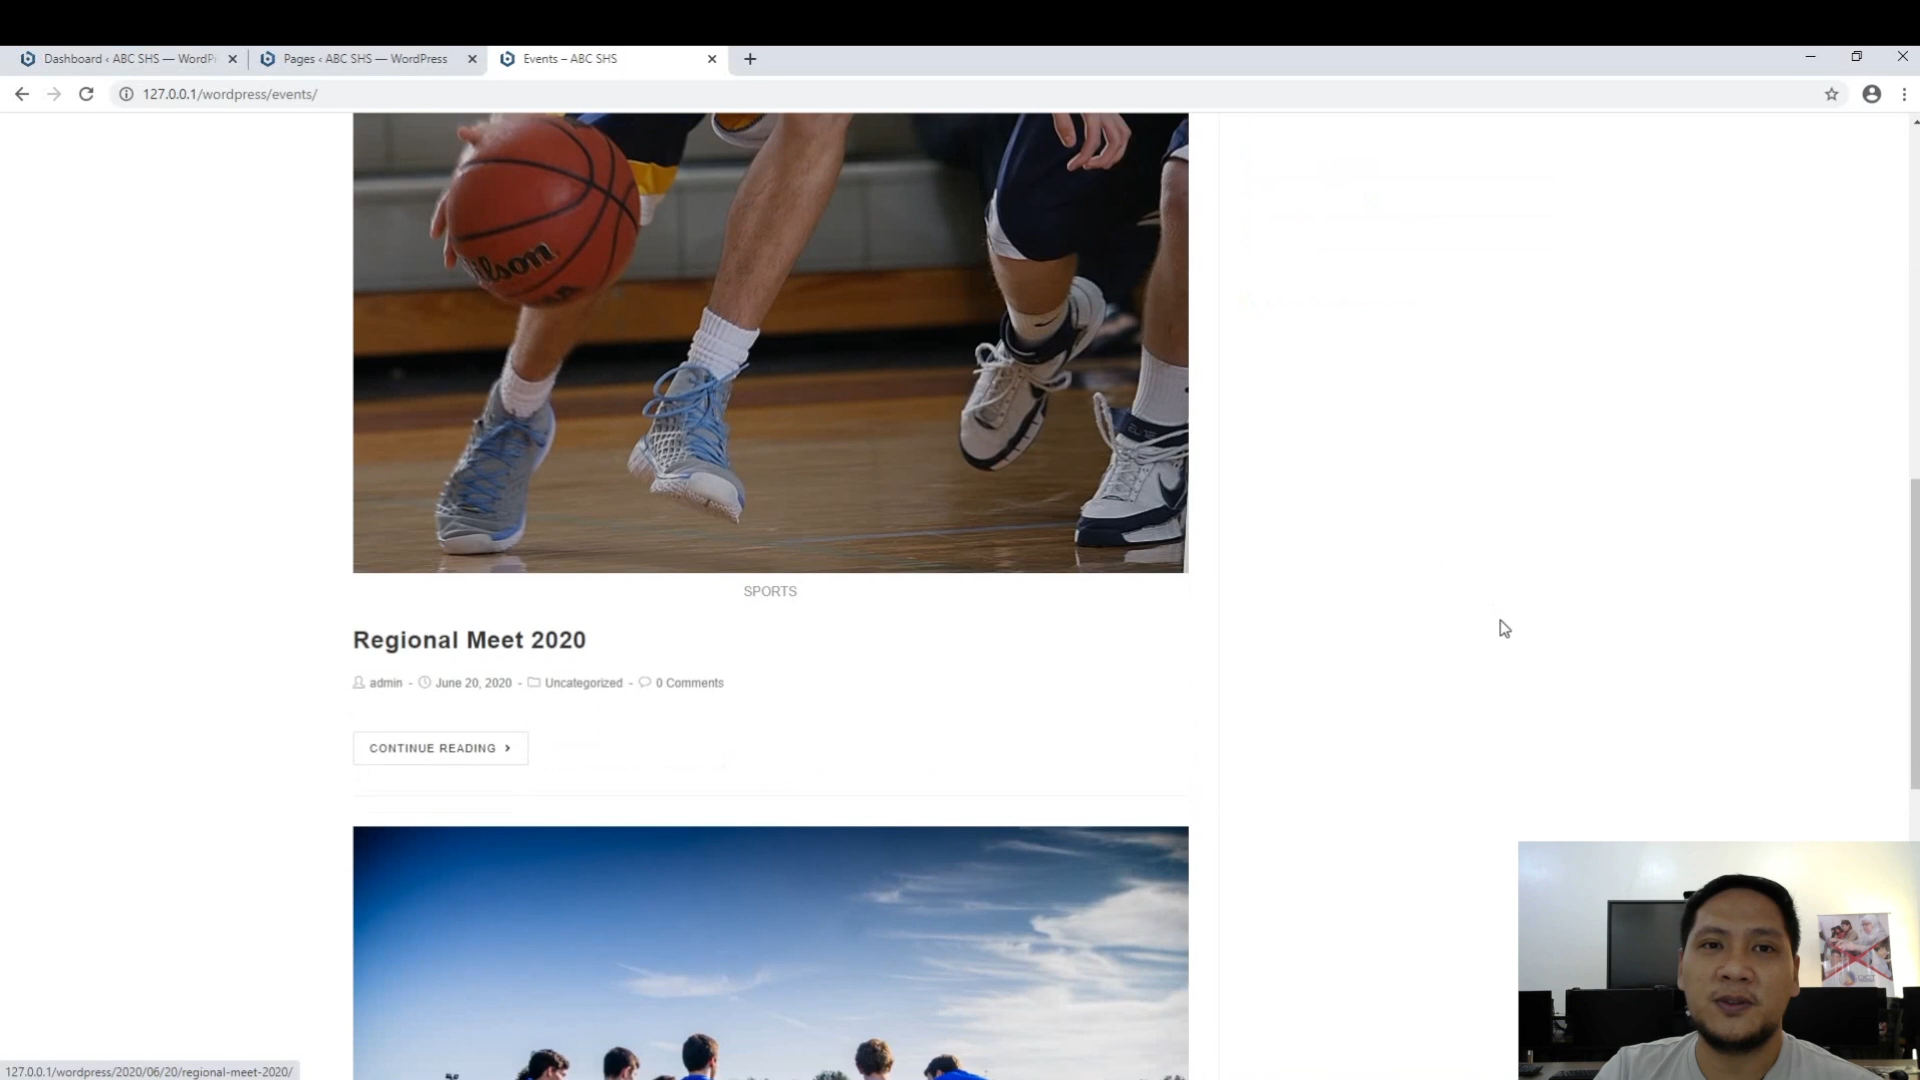 Dashboard ‹ ABC SHS — WordPr
Pages ‹ ABC SHS — WordPress
Events – ABC SHS
127.0.0.1/wordpress/events/
SPORTS
Regional Meet 2020
admin - June 20, 2020 - Uncategorized - 0 Comments
CONTINUE READING
127.0.0.1/wordpress/2020/06/20/regional-meet-2020/